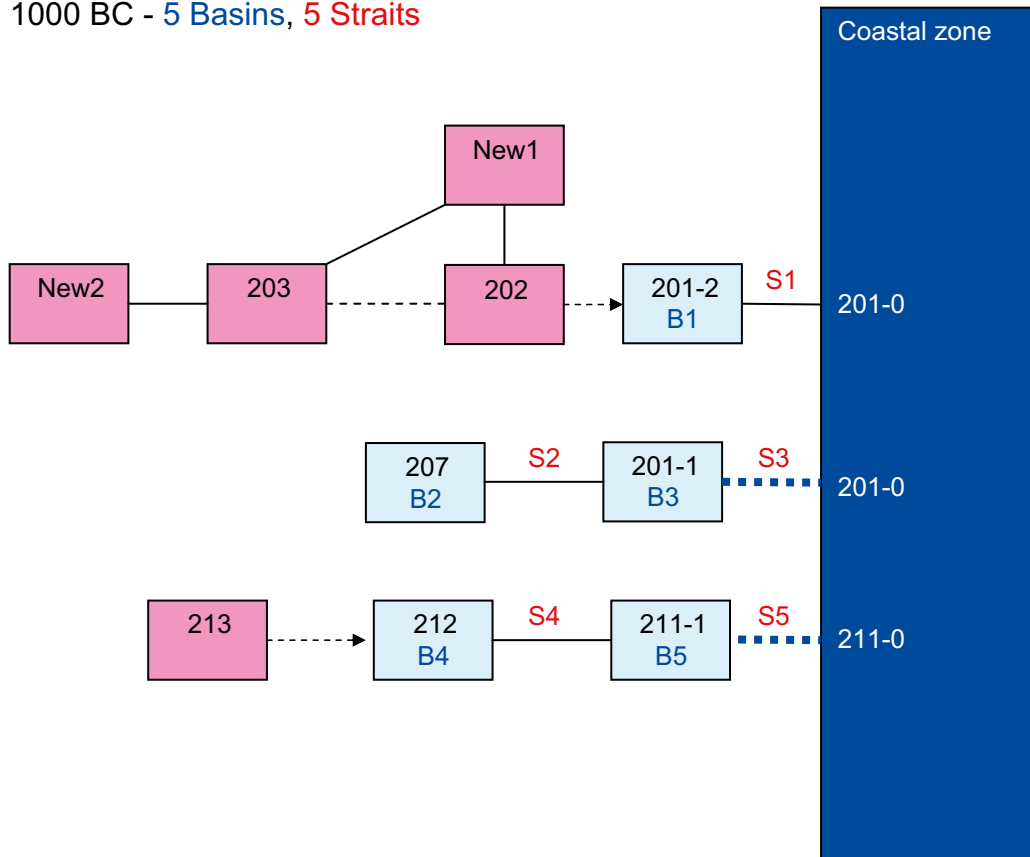 1000 BC - 5 Basins, 5 Straits
Coastal zone
New1
New2
203
202
201-2
B1
S1
201-0
207
B2
S2
201-1
B3
S3
201-0
213
212
B4
S4
211-1
B5
S5
211-0